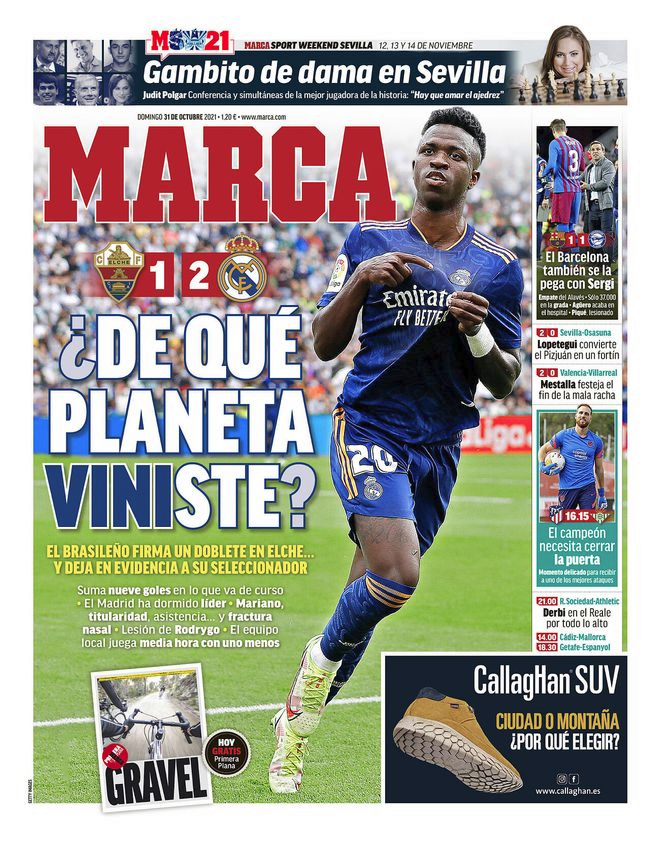 MSW21
MARCA SPORT WEEKEND SEVILLA 12, 13 Y 14 DE NOVIEMBRE
Gambito de dama en Sevilla
Judit Polgar Conferencia y simultáneas de la mejor jugadora de la historia: “Hay que amar el ajedrez”
DOMINGO 31 DE OCTUBRE 2021 • 1,20 € • www.marca.com
MARCA
ELCHE
1 2
¿DE QUÉ
PLANETA
VINISTE?
EL BRASILEÑO FIRMA UN DOBLETE EN ELCHE...
Y DEJA EN EVIDENCIA A SU SELECCIONADOR
Suma nueve goles en lo que va de curso
• El Madrid ha dormido líder • Mariano,
titularidad, asistencia... y fractura
nasal • Lesión de Rodrygo • El equipo
local juega media hora con uno menos
Emirates
FLY BETTER
20
LaLiga
3
1 1
El Barcelona
también se la
pega con Sergi
Empate del Alavés • Sólo 37.000
en la grada • Agüero acaba en
el hospital • Piqué, lesionado
2 0 Sevilla-Osasuna
Lopetegui convierte
el Pizjuán en un fortín
2 0 Valencia-Villarreal
Mestalla festeja el
fin de la mala racha
16.15
El campeón
necesita cerrar
la puerta
Momento delicado para recibir
a uno de los mejores ataques
21.00 R. Sociedad-Athletic
Derbi en el Reale
por todo lo alto
14.00 Cádiz-Mallorca
18.30 Getafe-Espanyol
GRAVEL
HOY
GRATIS
Primera
Plana
CallagHan SUV
CIUDAD O MONTAÑA
¿POR QUÉ ELEGIR?
www.callaghan.es
GETTY IMAGES